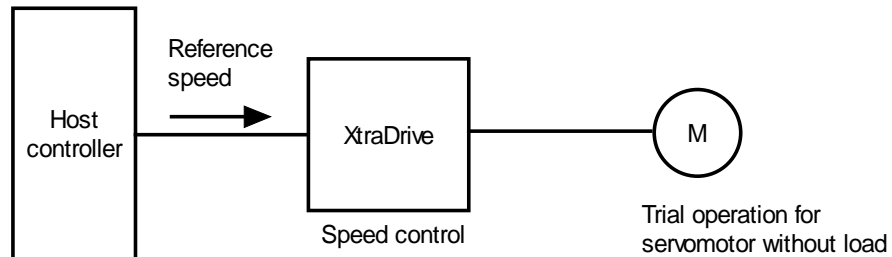 Reference
speed
Host
controller
XtraDrive
M
Speed control
Trial operation for
servomotor without load